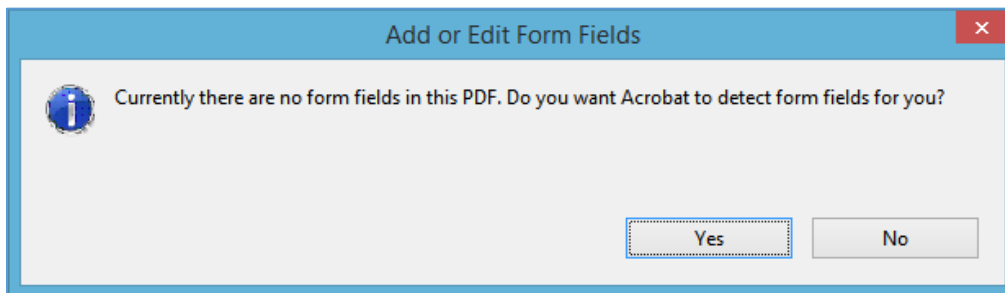 Add or Edit Form Fields
Currently there are no form fields in this PDF. Do you want Acrobat to detect form fields for you?
Yes
No